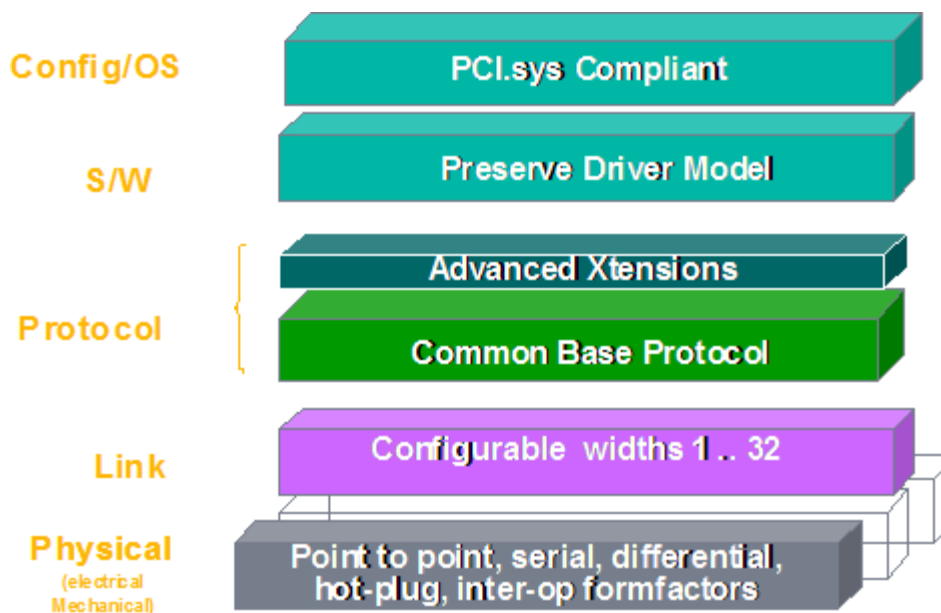 Config/OS
PCI.sys Compliant
S/W
Preserve Driver Model
Advanced Xtensions
Protocol
Common Base Protocol
Link
Configurable widths 1 .. 32
Physical
(electrical
Mechanical)
Point to point, serial, differential,
hot-plug, inter-op formfactors